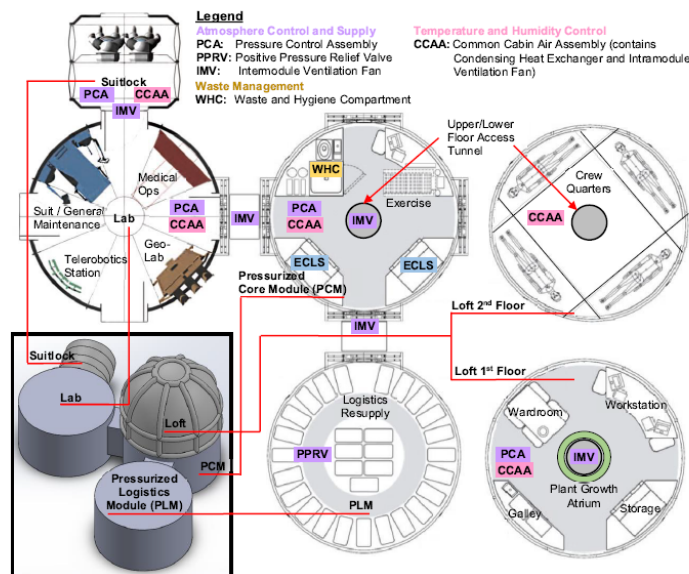 Legend
Atmosphere Control and Supply
PCA: Pressure Control Assembly
PPRV: Positive Pressure Relief Valve
IMV: Intermodule Ventilation Fan
Waste Management
WHC: Waste and Hygiene Compartment
Temperature and Humidity Control
CCAA: Common Cabin Air Assembly (contains
Condensing Heat Exchanger and Intramodule
Ventilation Fan)
Suitlock
PCA CCAA
IMV
Medical
Ops
Suit / General
Maintenance
Lab
PCA
CCAA
Telerobotics
Station
Geo-
Lab
IMV
WHC
Exercise
PCA
CCAA
IMV
ECLS
ECLS
Pressurized
Core Module (PCM)
IMV
Upper/Lower
Floor Access
Tunnel
Crew
Quarters
CCAA
Loft 2nd Floor
Loft 1st Floor
Suitlock
Lab
Loft
PCM
Pressurized
Logistics
Module (PLM)
Logistics
Resupply
PPRV
PLM
Wardroom
Workstation
PCA
CCAA
IMV
Plant Growth
Atrium
Galley
Storage